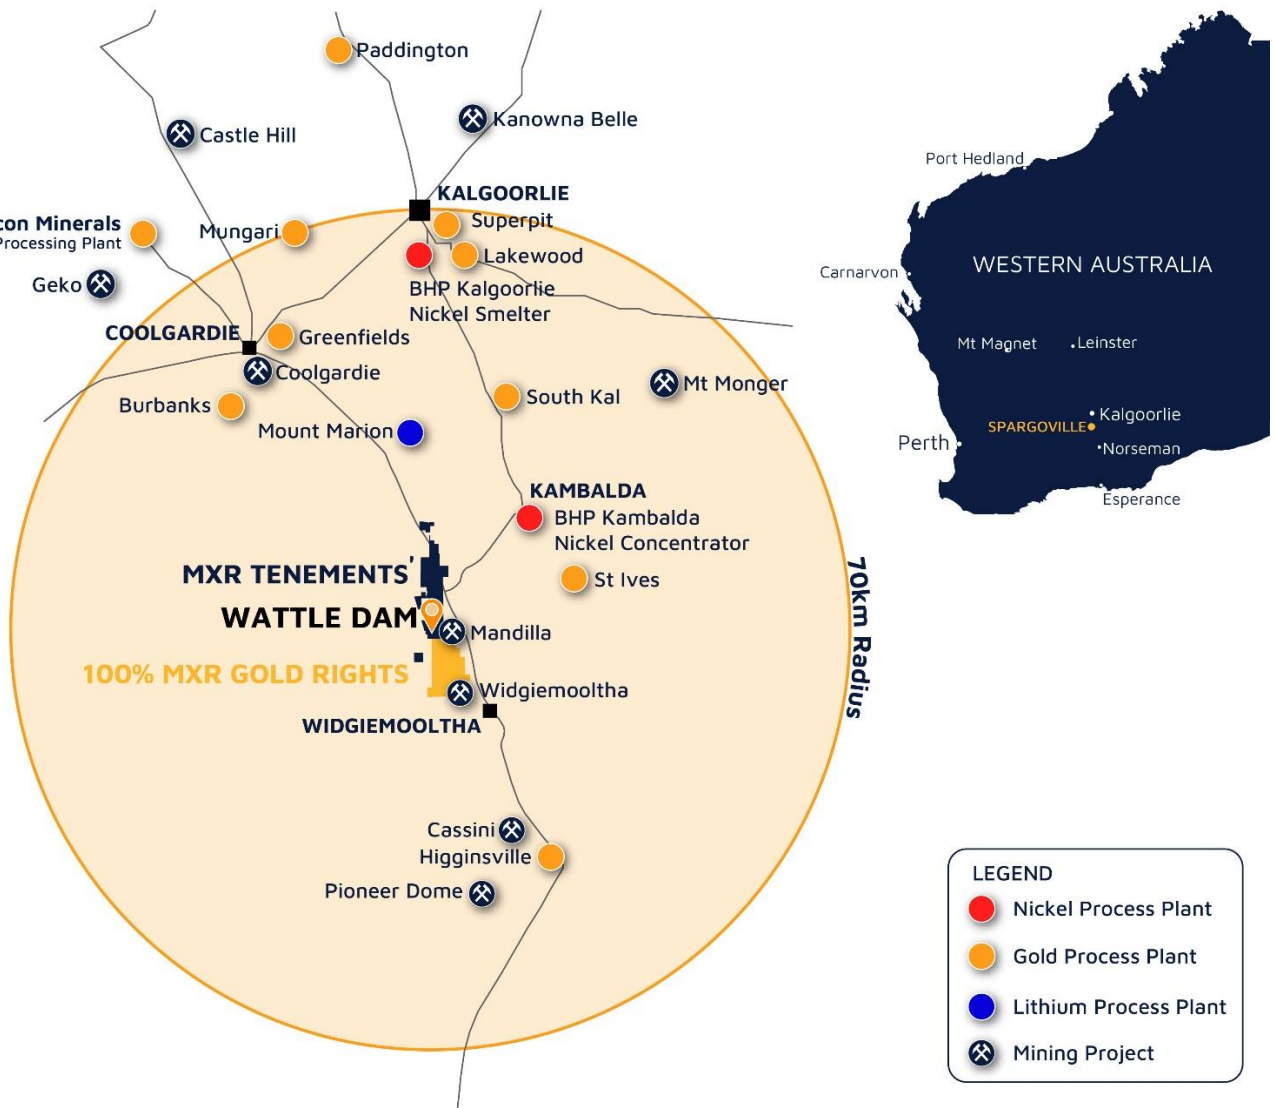 Paddington
Castle Hill
Kanowna Belle
KALGOORLIE
Superpit
con Minerals
Processing Plant
Mungari
Lakewood
Geko
BHP Kalgoorlie
Nickel Smelter
COOLGARDIE
Greenfields
Coolgardie
Mt Monger
Burbanks
South Kal
Mount Marion
KAMBALDA
BHP Kambalda
Nickel Concentrator
MXR TENEMENTS
St Ives
WATTLE DAM
Mandilla
100% MXR GOLD RIGHTS
Widgiemooltha
WIDGIEMOOLTHA
70km Radius
Cassini
Higginsville
Pioneer Dome
Port Hedland
WESTERN AUSTRALIA
Carnarvon
Mt Magnet
Leinster
Kalgoorlie
SPARGOVILLE
Perth
Norseman
Esperance
LEGEND
Nickel Process Plant
Gold Process Plant
Lithium Process Plant
Mining Project